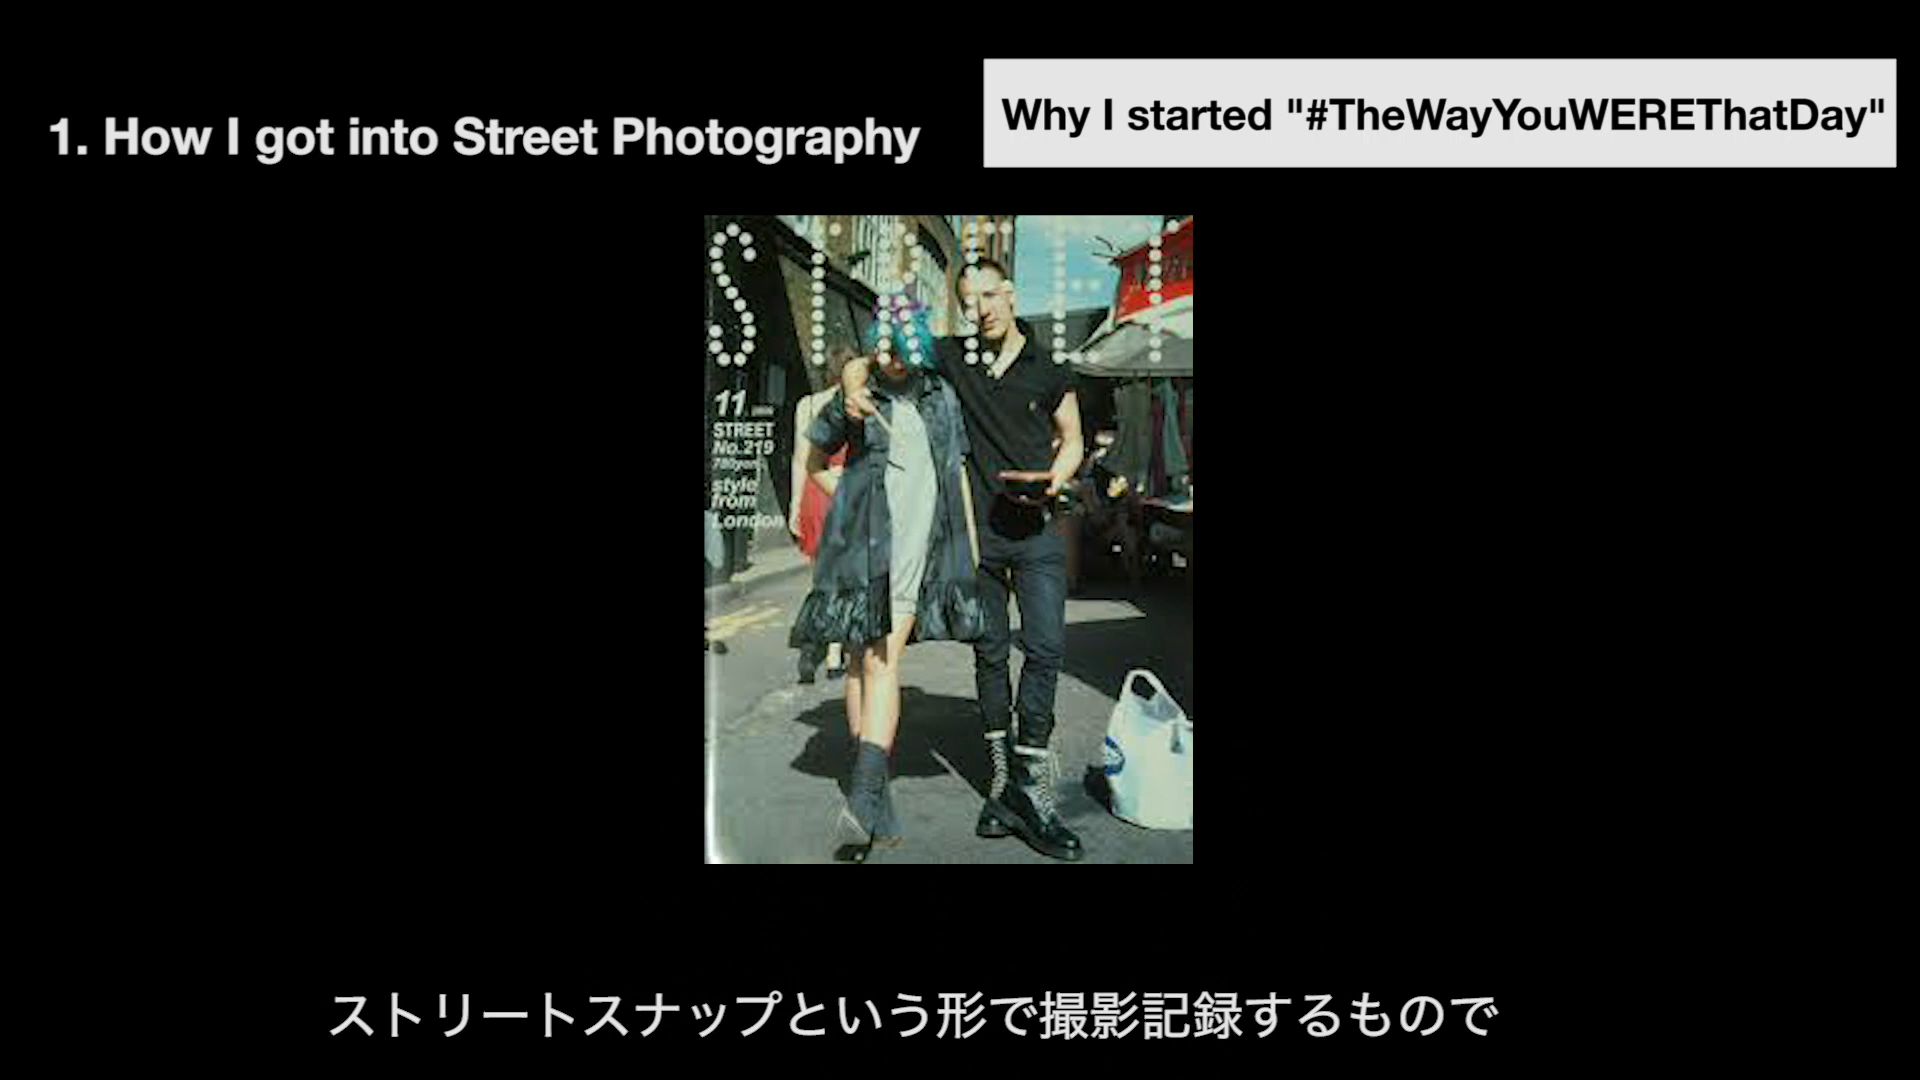 1. How I got into Street Photography
Why I started "#TheWayYouWEREThatDay"
STREET
11
STREET
No.219
780yen
style
from
London
ストリートスナップという形で撮影記録するもので